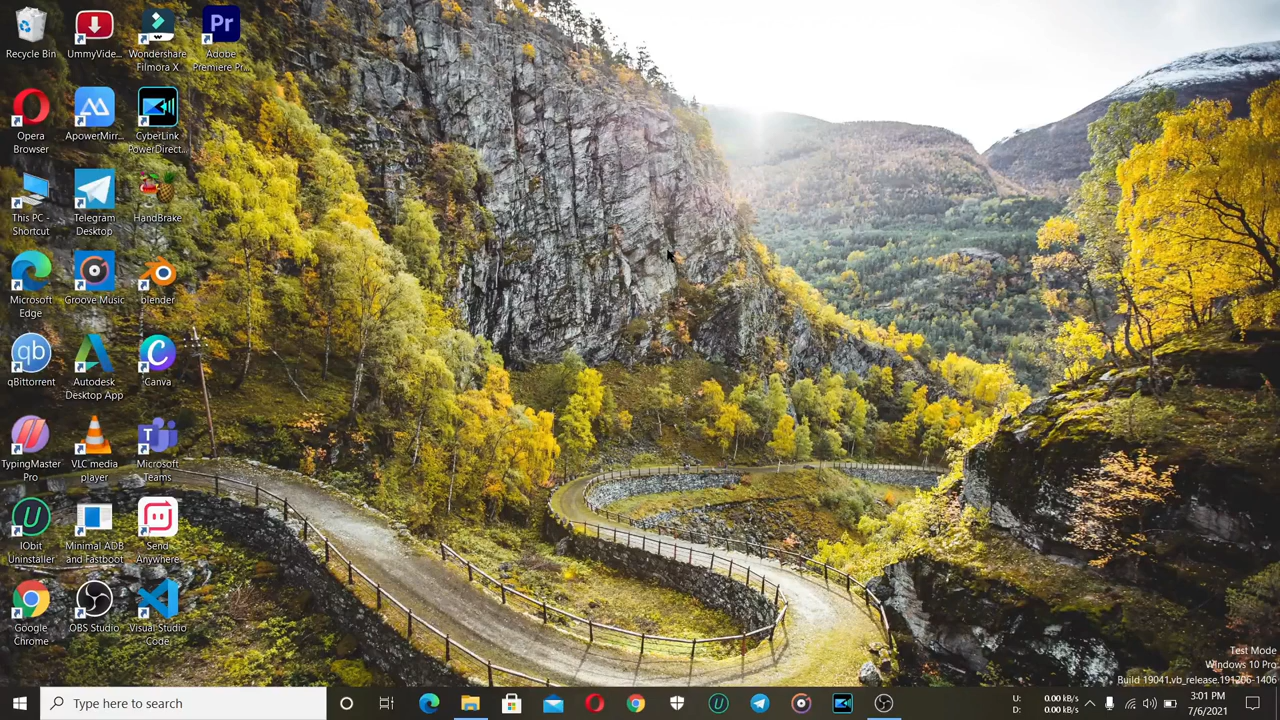 Recycle Bin
UmmyVide...
Wondershare
Filmora X
Pr
Adobe
Premiere Pr...
Opera
Browser
ApowerMirr...
CyberLink
PowerDirect...
This PC -
Shortcut
Telegram
Desktop
HandBrake
Microsoft
Edge
Groove Music
blender
qb
qBittorrent
Autodesk
Desktop App
C
Canva
TypingMaster
Pro
VLC media
player
T
Microsoft
Teams
U
IObit
Uninstaller
Minimal ADB
and Fastboot
Send
Anywhere...
Google
Chrome
OBS Studio
Visual Studio
Code
Test Mode
Windows 10 Pro
Build 19041.vb_release.191206-1406
Type here to search
U: 0.00 kB/s
D: 0.00 kB/s
3:01 PM
7/6/2021